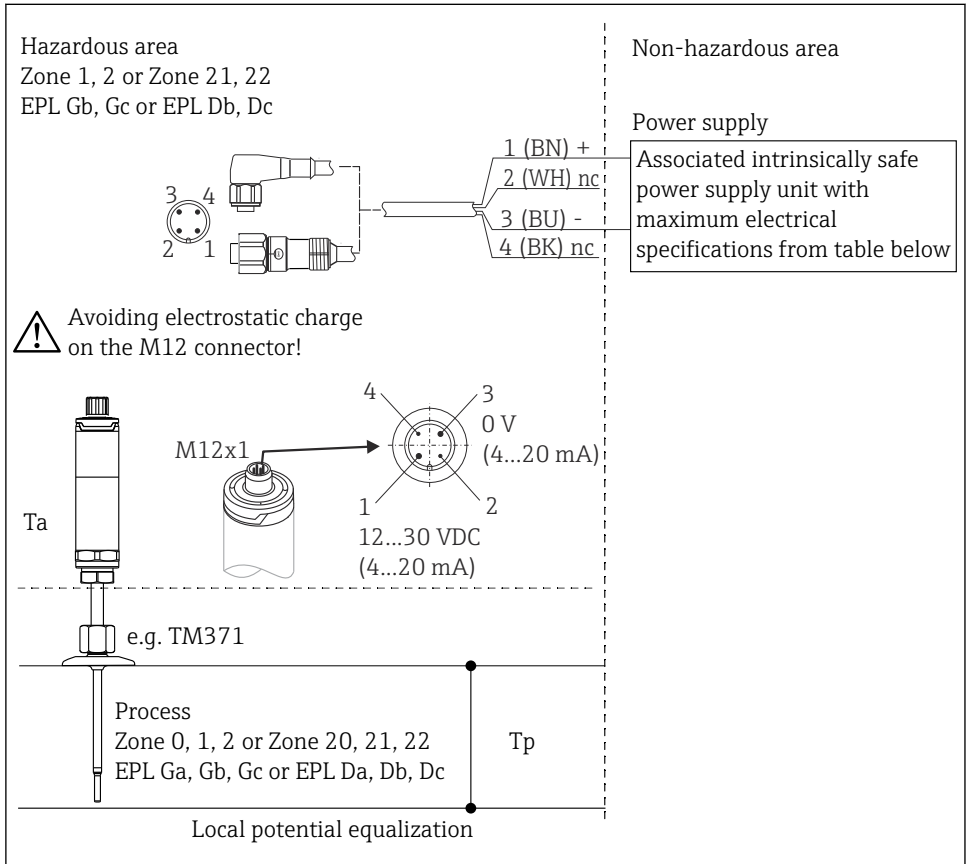 Hazardous area
Zone 1, 2 or Zone 21, 22
EPL Gb, Gc or EPL Db, Dc
Non-hazardous area
Power supply
Associated intrinsically safe
power supply unit with
maximum electrical
specifications from table below
1 (BN) +
2 (WH) nc
3 (BU) -
4 (BK) nc
3 4
2 1
Avoiding electrostatic charge
on the M12 connector!
M12x1
4
3
0 V
(4...20 mA)
1
2
12...30 VDC
(4...20 mA)
Ta
e.g. TM371
Process
Zone 0, 1, 2 or Zone 20, 21, 22
EPL Ga, Gb, Gc or EPL Da, Db, Dc
Tp
Local potential equalization